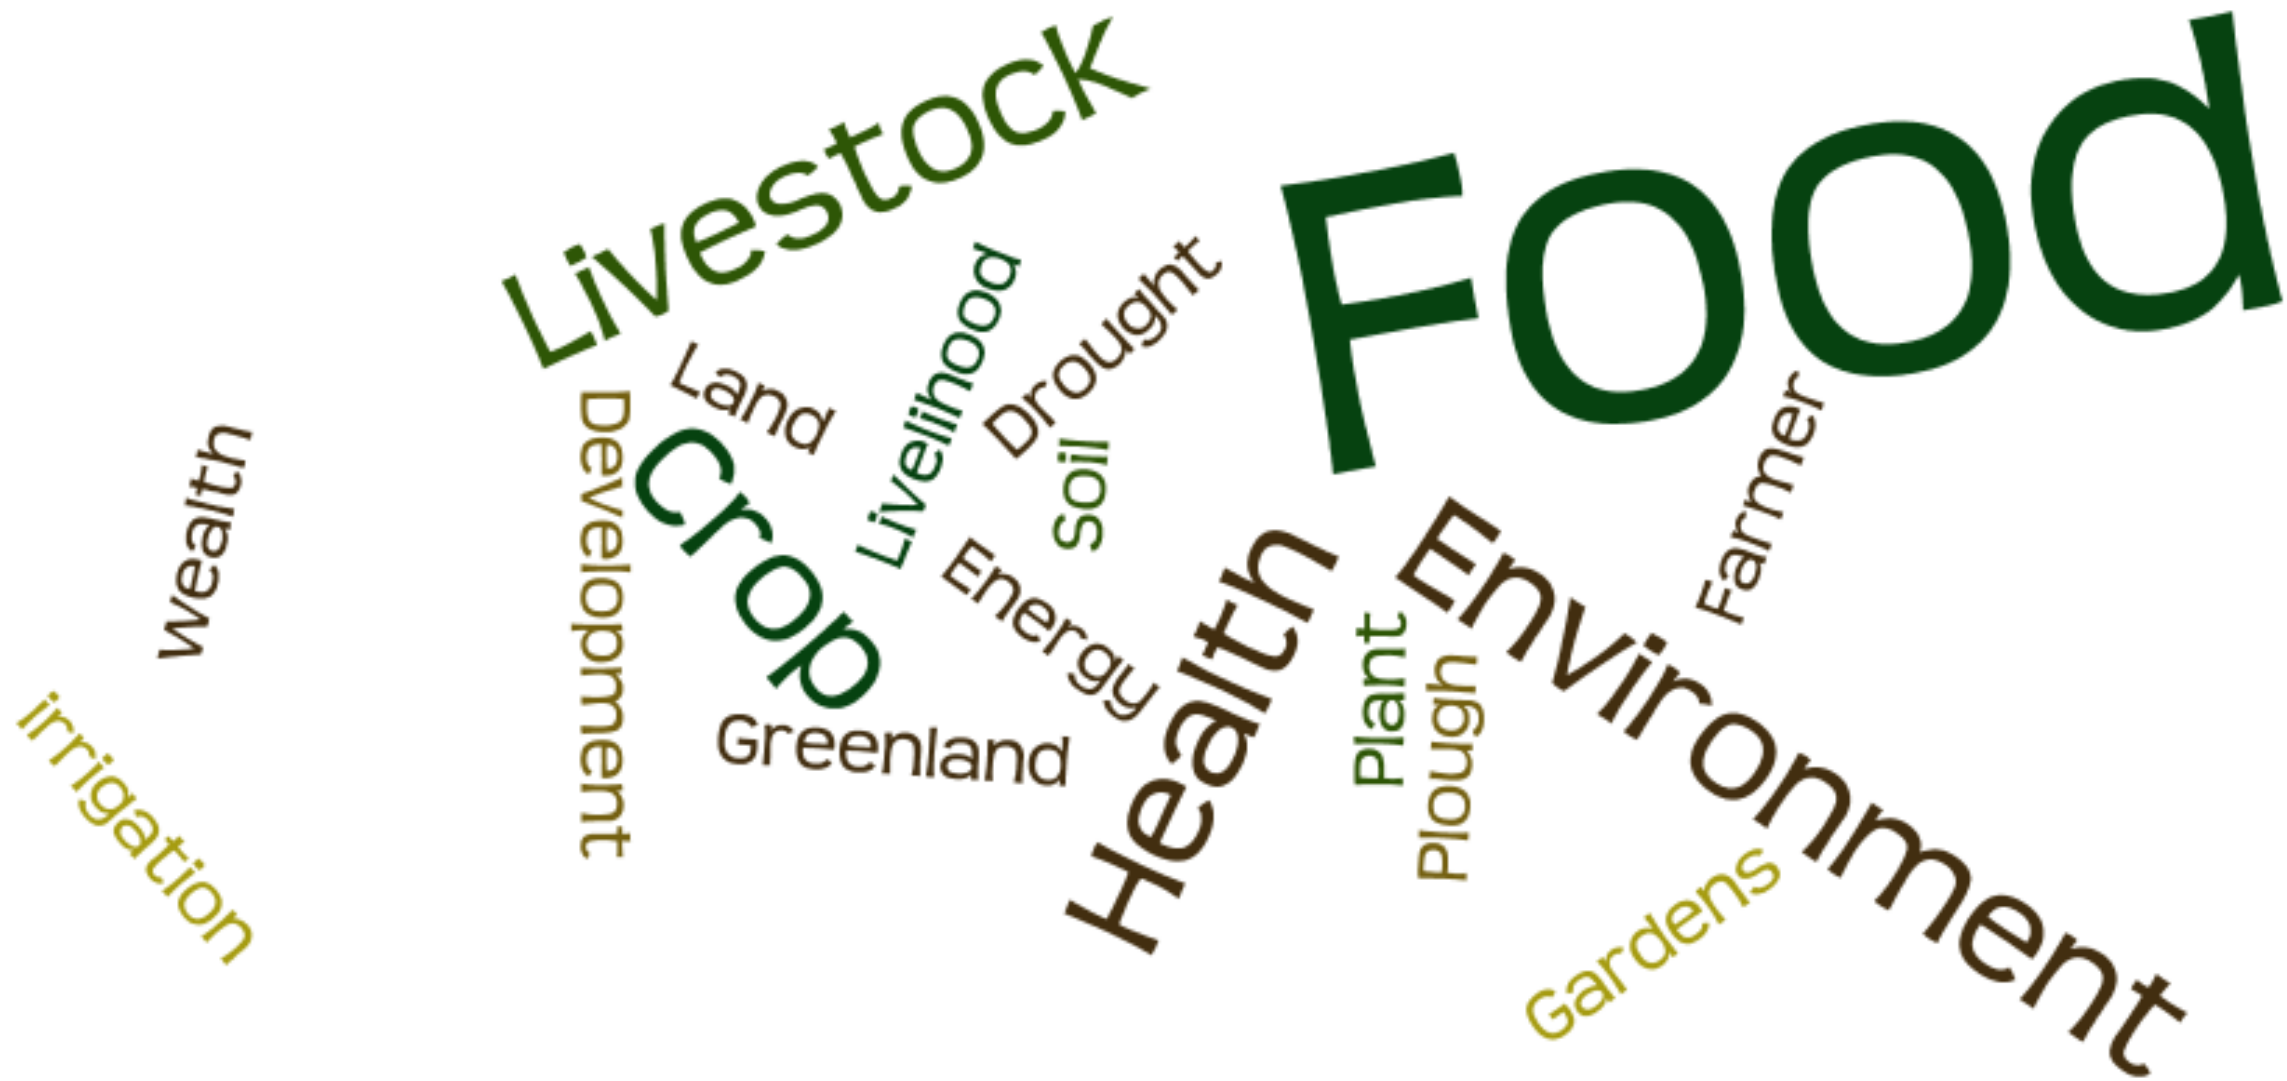 Livestock
Food
Livelihood
Drought
Land
Farmer
wealth
Development
crop
Soil
Energy
Health
Environment
Plant
Plough
Greenland
irrigation
Gardens